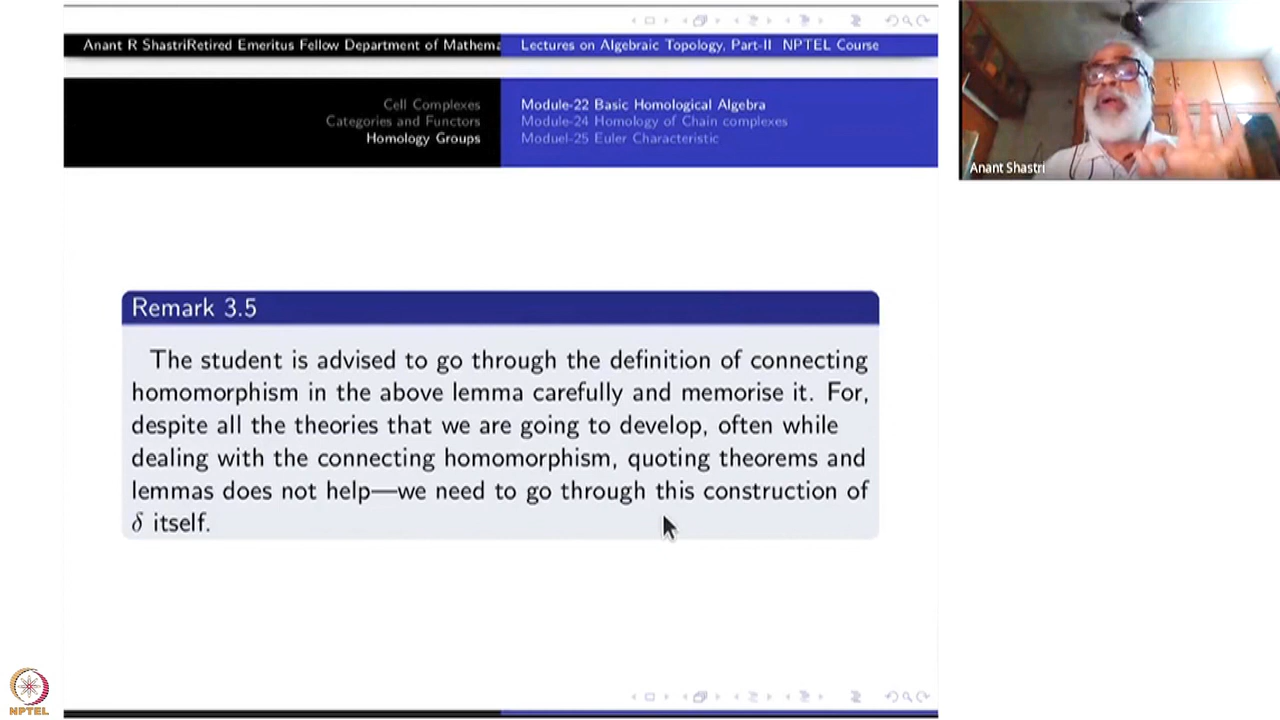 Anant R ShastriRetired Emeritus Fellow Department of Mathema
Lectures on Algebraic Topology, Part-II NPTEL Course
Cell Complexes
Categories and Functors
Homology Groups
Module-22 Basic Homological Algebra
Module-24 Homology of Chain complexes
Moduel-25 Euler Characteristic
Anant Shastri
Remark 3.5
The student is advised to go through the definition of connecting
homomorphism in the above lemma carefully and memorise it. For,
despite all the theories that we are going to develop, often while
dealing with the connecting homomorphism, quoting theorems and
lemmas does not help—we need to go through this construction of
δ itself.
NPTEL